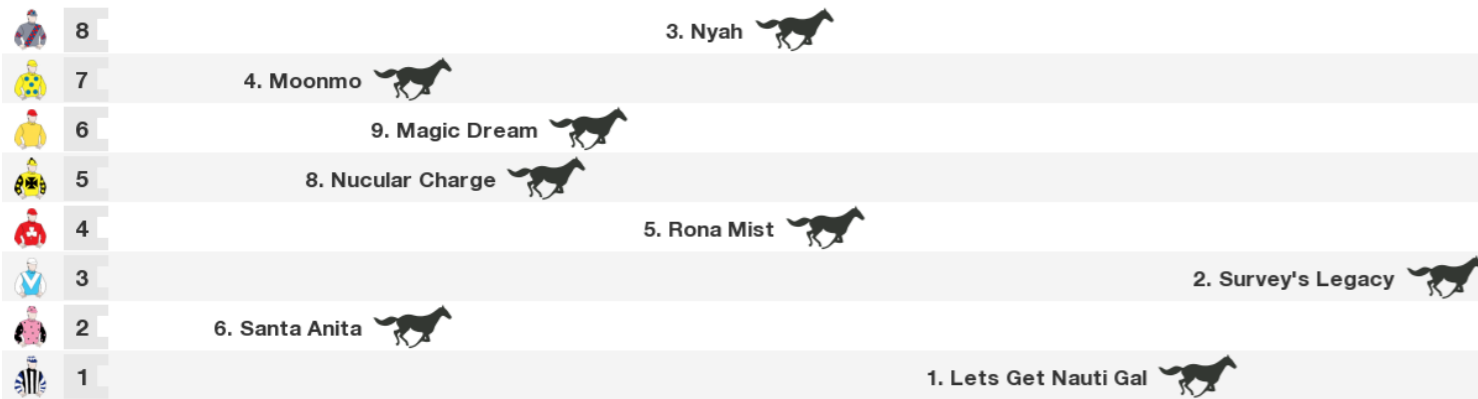 8 3. Nyah
7 4. Moonmo
6 9. Magic Dream
5 8. Nucular Charge
4 5. Rona Mist
3 2. Survey's Legacy
2 6. Santa Anita
1 1. Lets Get Nauti Gal